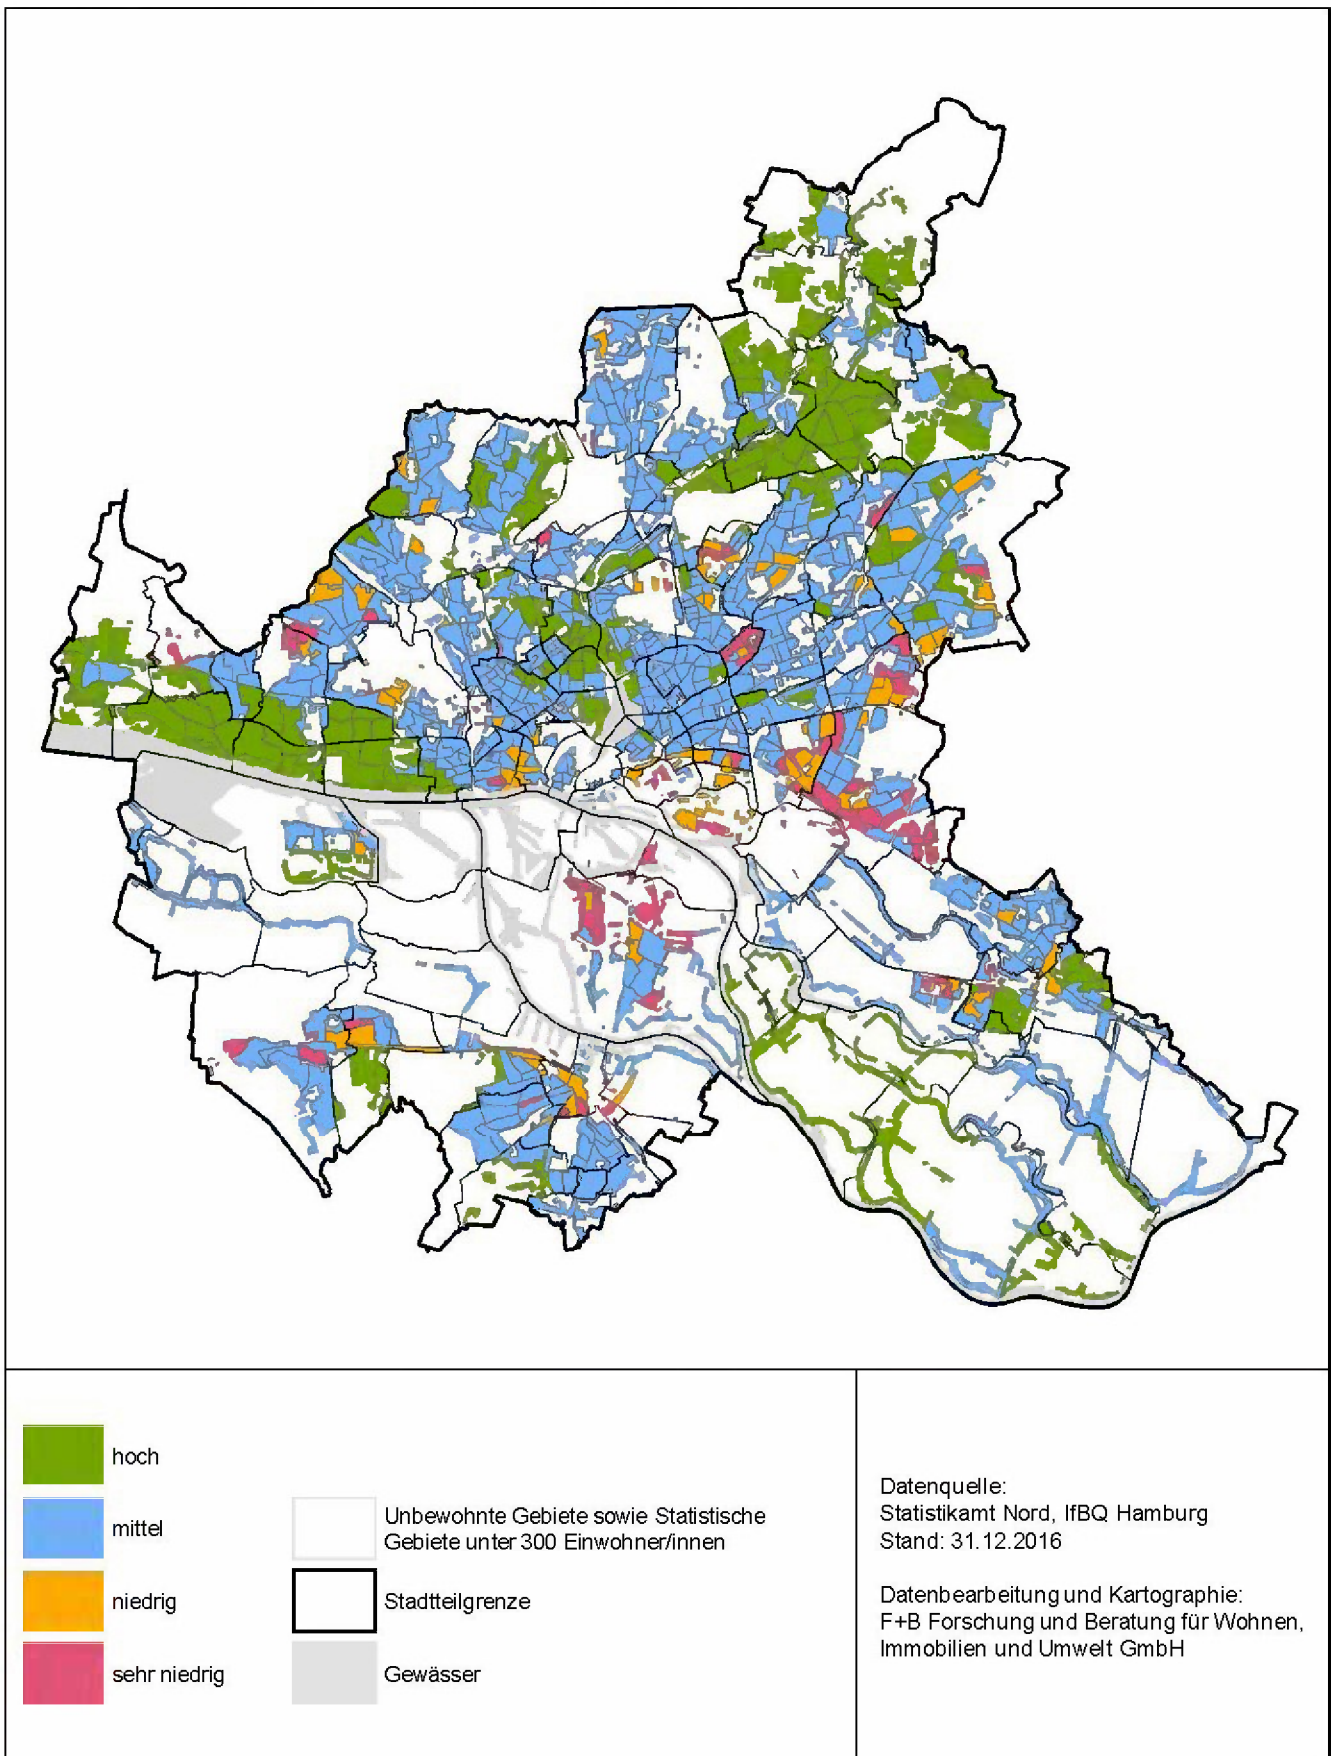 hoch
mittel
niedrig
sehr niedrig
Unbewohnte Gebiete sowie Statistische
Gebiete unter 300 Einwohner/innen
Stadtteilgrenze
Gewässer
Datenquelle:
Statistikamt Nord, IfBQ Hamburg
Stand: 31.12.2016
Datenbearbeitung und Kartographie:
F+B Forschung und Beratung für Wohnen,
Immobilien und Umwelt GmbH